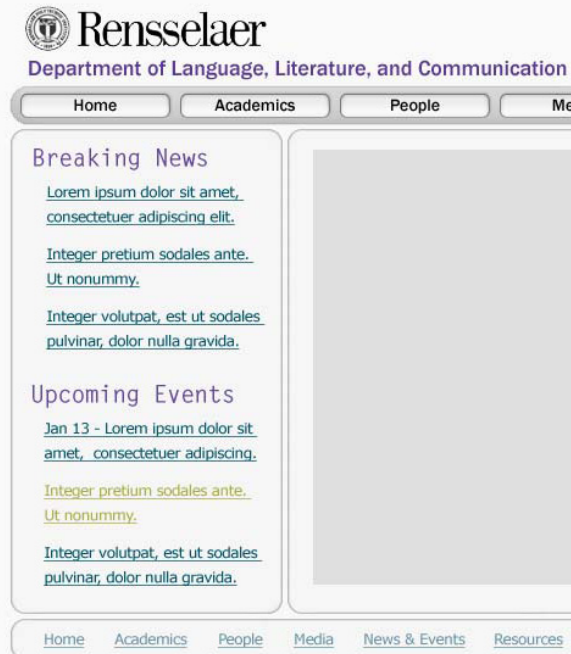 Rensselaer
Department of Language, Literature, and Communication
Home Academics People Me
Breaking News
Lorem ipsum dolor sit amet,
consectetuer adipiscing elit.
Integer pretium sodales ante.
Ut nonummy.
Integer volutpat, est ut sodales
pulvinar, dolor nulla gravida.
Upcoming Events
Jan 13 - Lorem ipsum dolor sit
amet, consectetuer adipiscing.
Integer pretium sodales ante.
Ut nonummy.
Integer volutpat, est ut sodales
pulvinar, dolor nulla gravida.
Home Academics People Media News & Events Resources